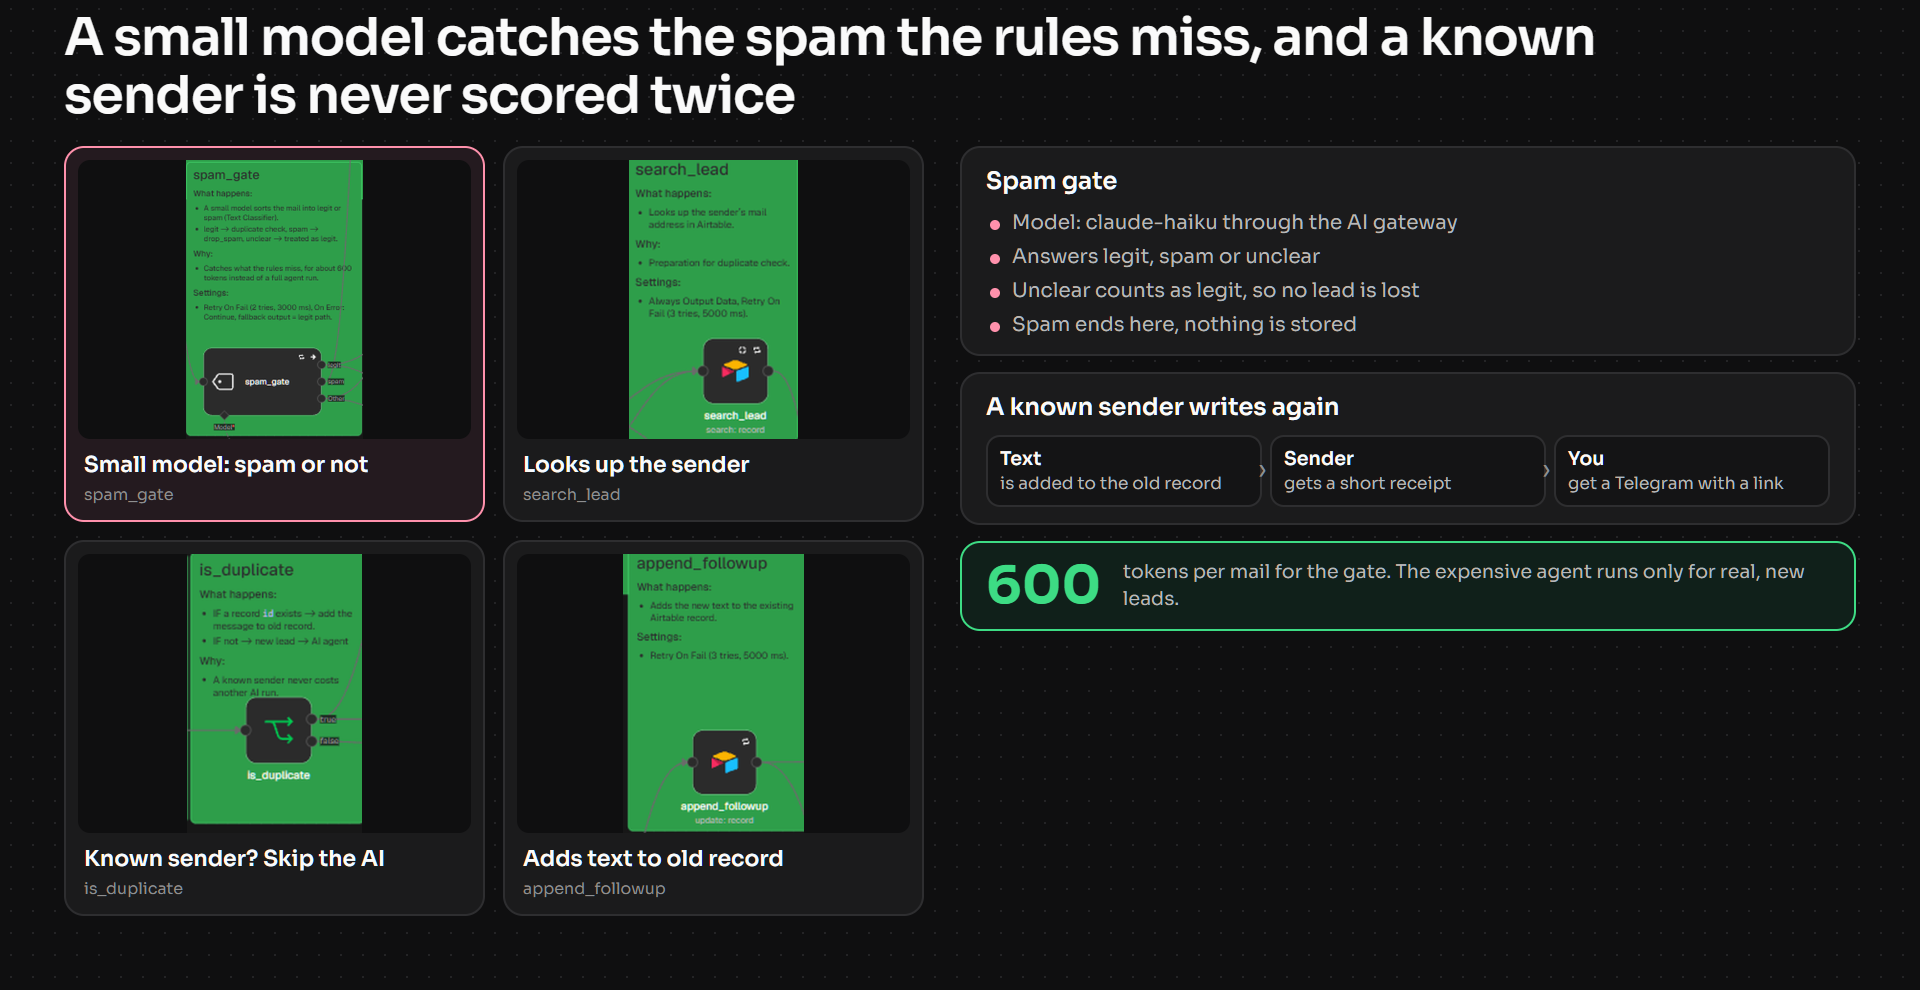 A small model catches the spam the rules miss, and a known
sender is never scored twice
spam_gate
What happens:
• A small model sorts the mail into legit or
spam (Text Classifier).
• legit → duplicate check, spam →
drop_spam, unclear → treated as legit.
Why:
• Catches what the rules miss, for about 600
tokens instead of a full agent run.
Settings:
• Retry On Fail (2 tries, 3000 ms), On Error:
Continue, fallback output = legit path.
legit
spam_gate
spam
Other
Model*
Small model: spam or not
spam_gate
search_lead
What happens:
• Looks up the sender's mail
address in Airtable.
Why:
• Preparation for duplicate check.
Settings:
• Always Output Data, Retry On
Fail (3 tries, 5000 ms).
search_lead
search: record
Looks up the sender
search_lead
is_duplicate
What happens:
• IF a record id exists → add the
message to old record.
• IF not → new lead → AI agent
Why:
• A known sender never costs
another AI run.
true
false
is_duplicate
Known sender? Skip the AI
is_duplicate
append_followup
What happens:
• Adds the new text to the existing
Airtable record.
Settings:
• Retry On Fail (3 tries, 5000 ms).
append_followup
update: record
Adds text to old record
append_followup
Spam gate
• Model: claude-haiku through the AI gateway
• Answers legit, spam or unclear
• Unclear counts as legit, so no lead is lost
• Spam ends here, nothing is stored
A known sender writes again
Text
is added to the old record
›
Sender
gets a short receipt
›
You
get a Telegram with a link
600
tokens per mail for the gate. The expensive agent runs only for real, new
leads.